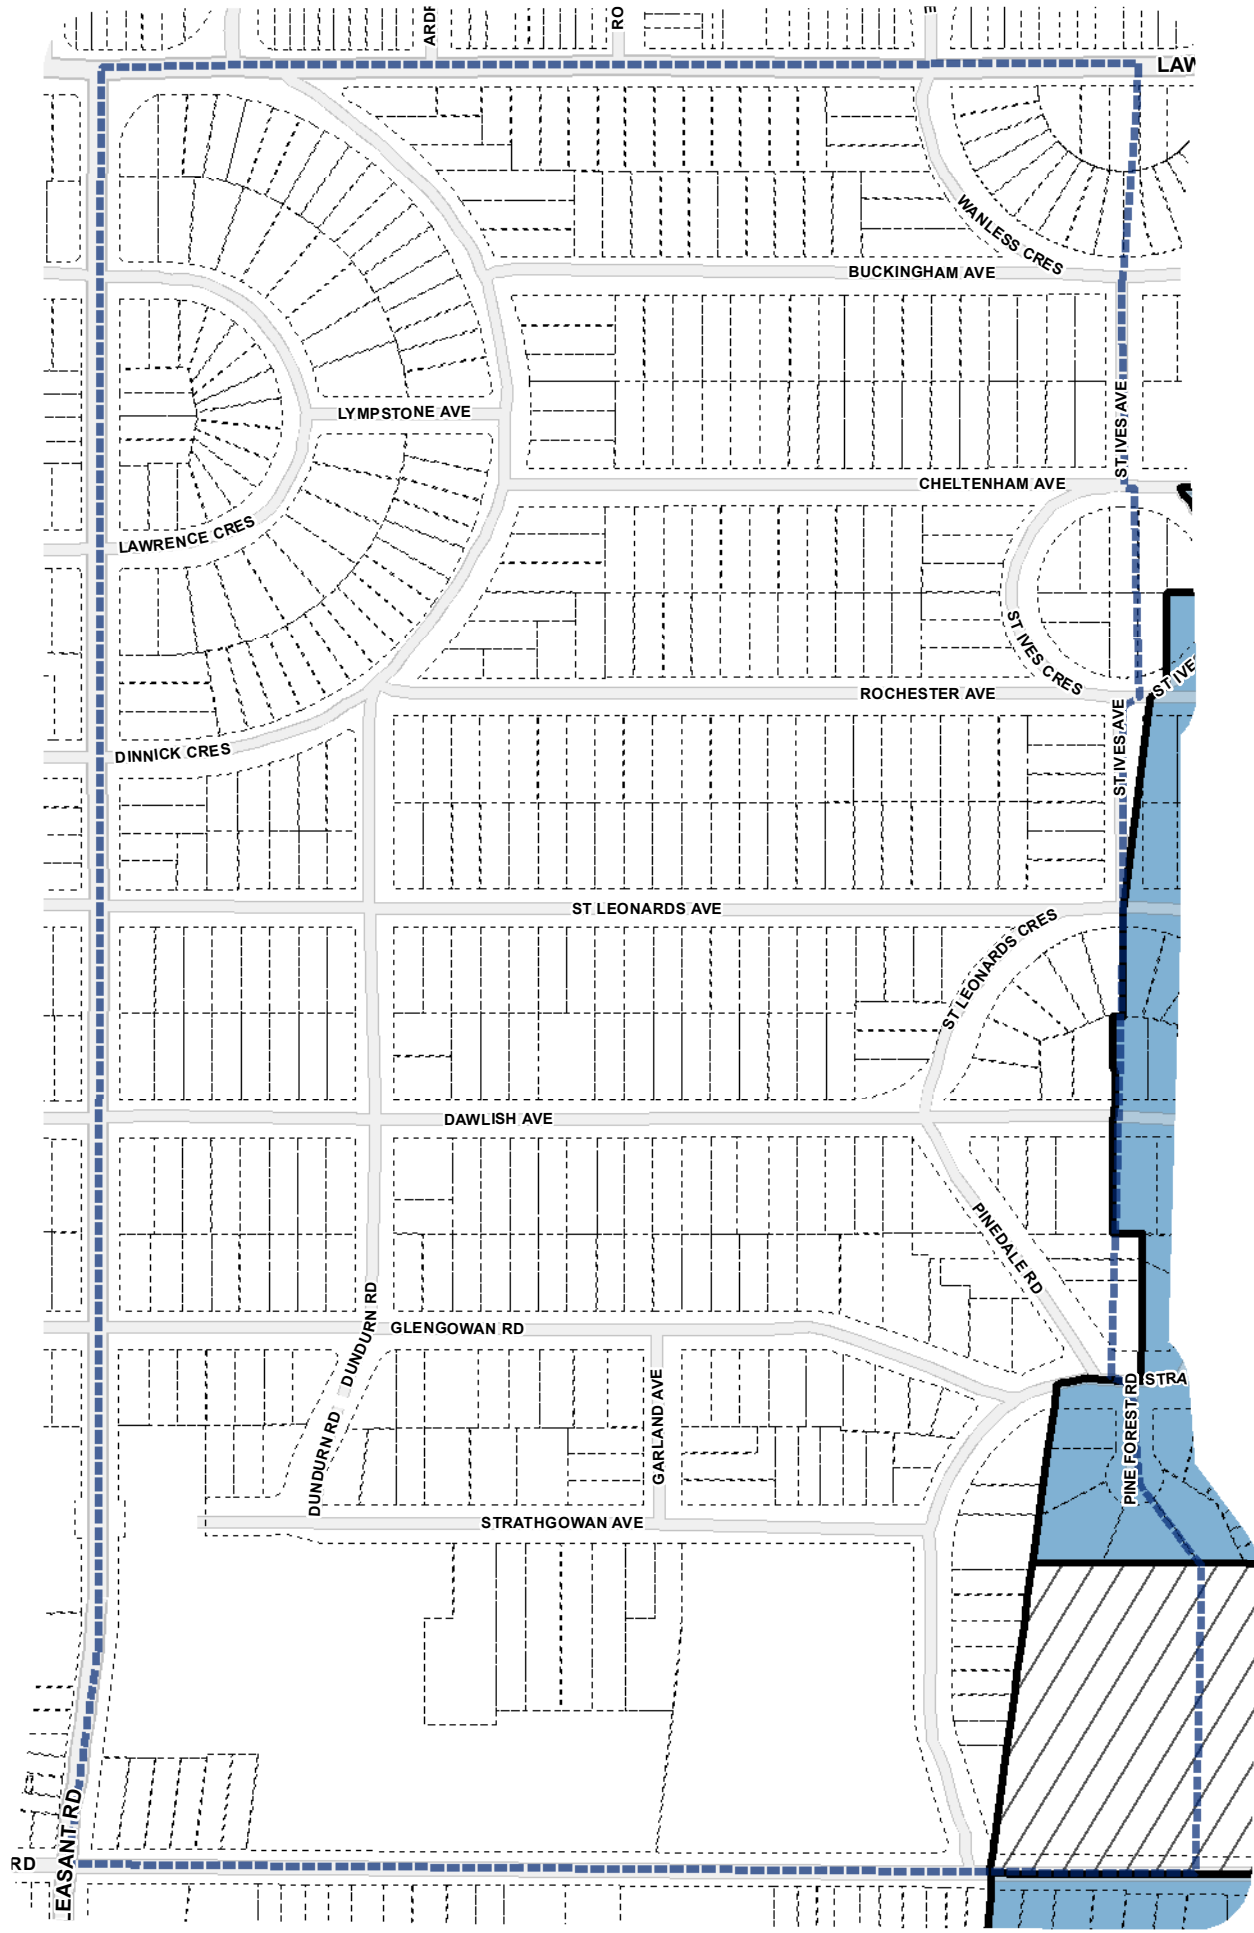 ARDF
RO
E
LAW
WANLESS CRES
BUCKINGHAM AVE
ST IVES AVE
LYMPSTONE AVE
CHELTENHAM AVE
LAWRENCE CRES
ST IVES CRES
ST IVE
ROCHESTER AVE
ST IVES AVE
DINNICK CRES
ST LEONARDS AVE
ST LEONARDS CRES
DAWLISH AVE
PINEDALE RD
DUNDURN RD
GLENGOWAN RD
GARLAND AVE
STRA
PINE FOREST RD
DUNDURN RD
STRATHGOWAN AVE
EASANT RD
RD